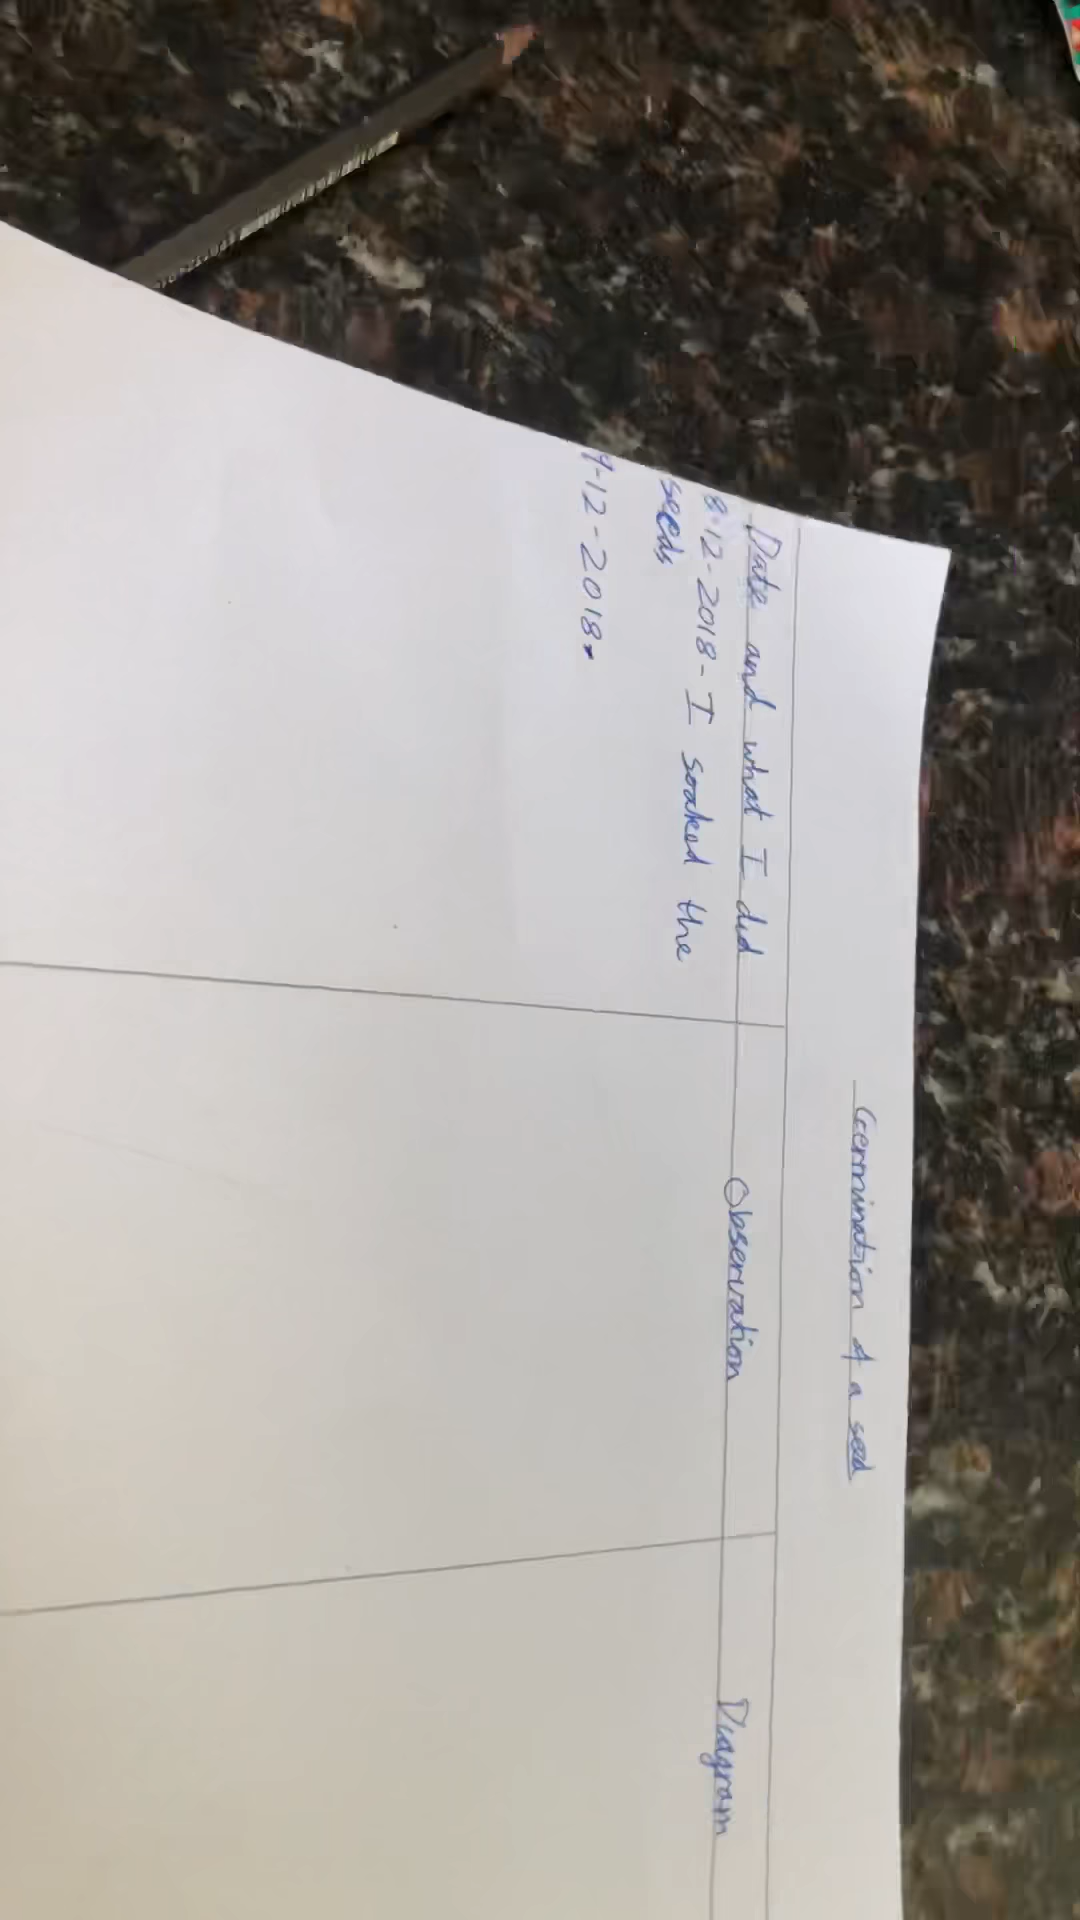 Germination of a seed
Date and what I did Observation Diagram
8-12-2018 - I soaked the
seeds
9-12-2018.